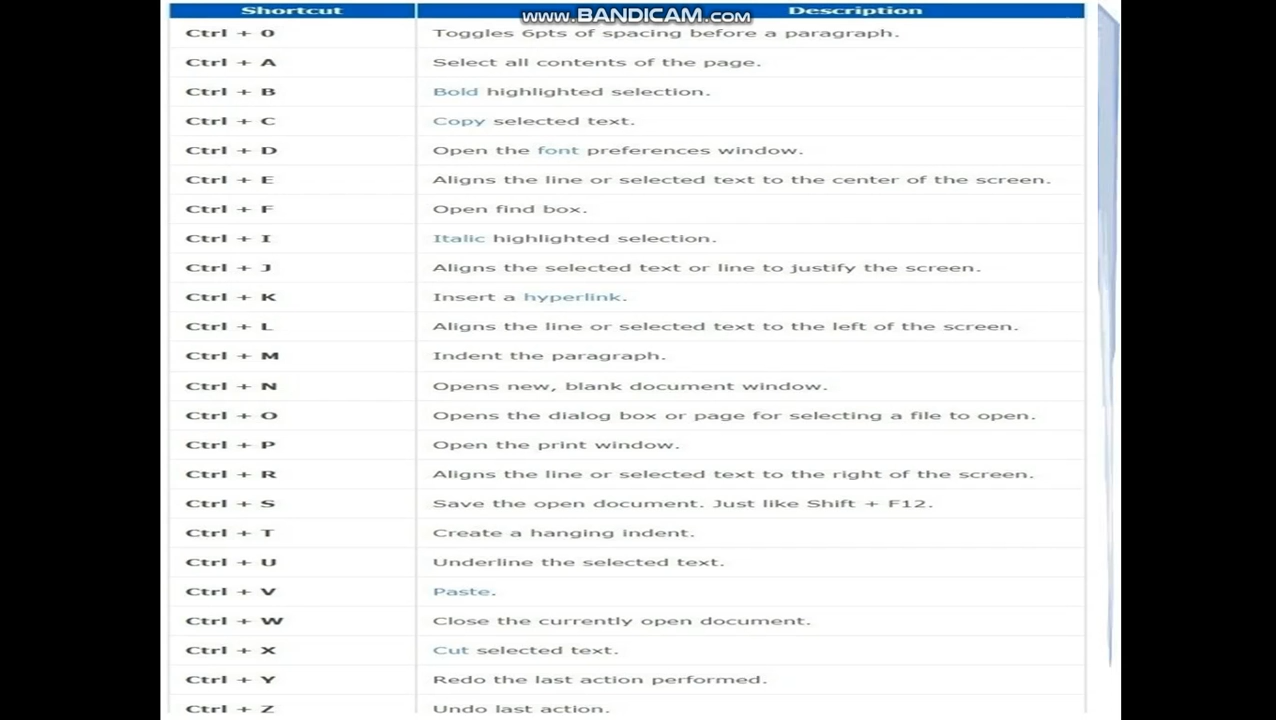 Shortcut Description
www.BANDICAM.com
Ctrl + 0 Toggles 6pts of spacing before a paragraph.
Ctrl + A Select all contents of the page.
Ctrl + B Bold highlighted selection.
Ctrl + C Copy selected text.
Ctrl + D Open the font preferences window.
Ctrl + E Aligns the line or selected text to the center of the screen.
Ctrl + F Open find box.
Ctrl + I Italic highlighted selection.
Ctrl + J Aligns the selected text or line to justify the screen.
Ctrl + K Insert a hyperlink.
Ctrl + L Aligns the line or selected text to the left of the screen.
Ctrl + M Indent the paragraph.
Ctrl + N Opens new, blank document window.
Ctrl + O Opens the dialog box or page for selecting a file to open.
Ctrl + P Open the print window.
Ctrl + R Aligns the line or selected text to the right of the screen.
Ctrl + S Save the open document. Just like Shift + F12.
Ctrl + T Create a hanging indent.
Ctrl + U Underline the selected text.
Ctrl + V Paste.
Ctrl + W Close the currently open document.
Ctrl + X Cut selected text.
Ctrl + Y Redo the last action performed.
Ctrl + Z Undo last action.